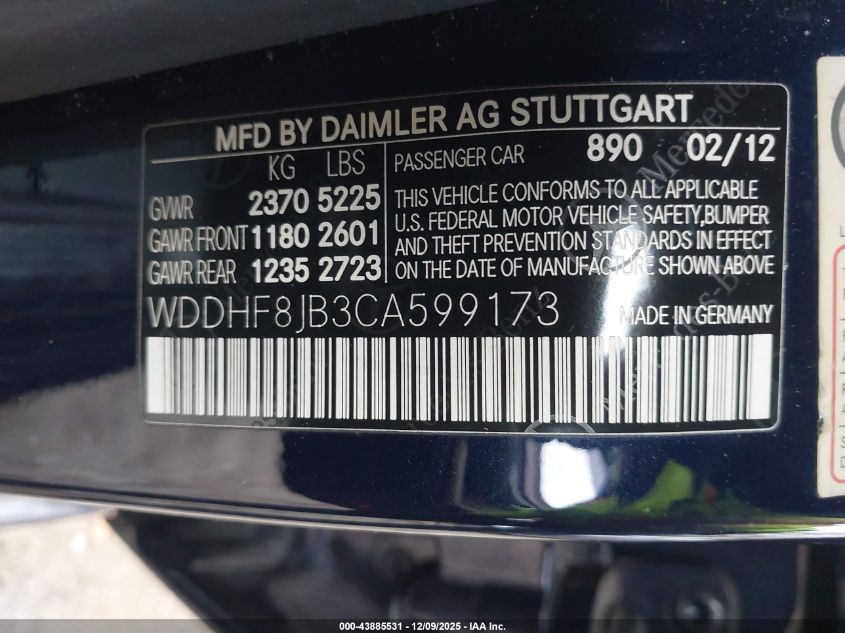 MFD BY DAIMLER AG STUTTGART
KG LBS
GVWR 2370 5225
GAWR FRONT 1180 2601
GAWR REAR 1235 2723
PASSENGER CAR 890 02/12
THIS VEHICLE CONFORMS TO ALL APPLICABLE
U.S. FEDERAL MOTOR VEHICLE SAFETY,BUMPER
AND THEFT PREVENTION STANDARDS IN EFFECT
ON THE DATE OF MANUFACTURE SHOWN ABOVE
WDDHF8JB3CA599173 MADE IN GERMANY
000-43885531 - 12/09/2025 - IAA Inc.